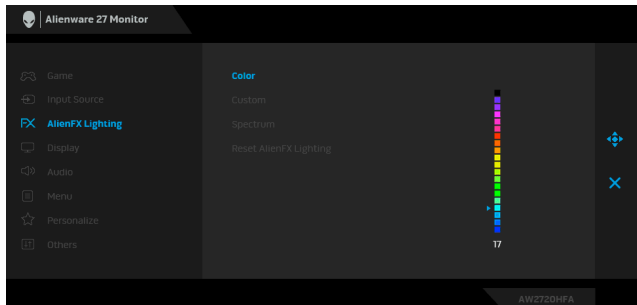 Alienware 27 Monitor
Game
Input Source
AlienFX Lighting
Display
Audio
Menu
Personalize
Others
Color
Custom
Spectrum
Reset AlienFX Lighting
17
AW2720HFA